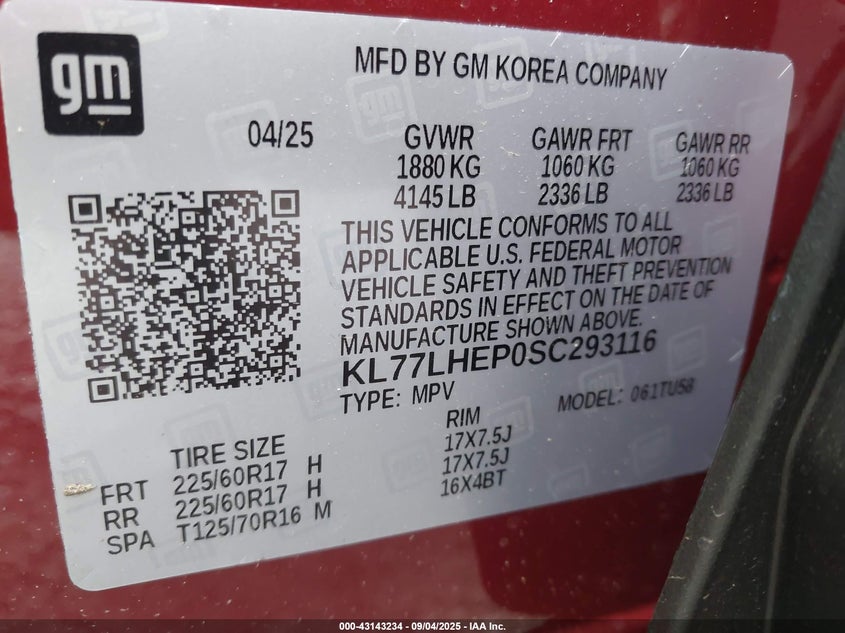 gm
MFD BY GM KOREA COMPANY
04/25 GVWR GAWR FRT GAWR RR
1880 KG 1060 KG 1060 KG
4145 LB 2336 LB 2336 LB
THIS VEHICLE CONFORMS TO ALL
APPLICABLE U.S. FEDERAL MOTOR
VEHICLE SAFETY AND THEFT PREVENTION
STANDARDS IN EFFECT ON THE DATE OF
MANUFACTURE SHOWN ABOVE.
KL77LHEP0SC293116
TYPE: MPV MODEL: 061TU58
TIRE SIZE RIM
FRT 225/60R17 H 17X7.5J
RR 225/60R17 H 17X7.5J
SPA T125/70R16 M 16X4BT
000-43143234 - 09/04/2025 - IAA Inc.